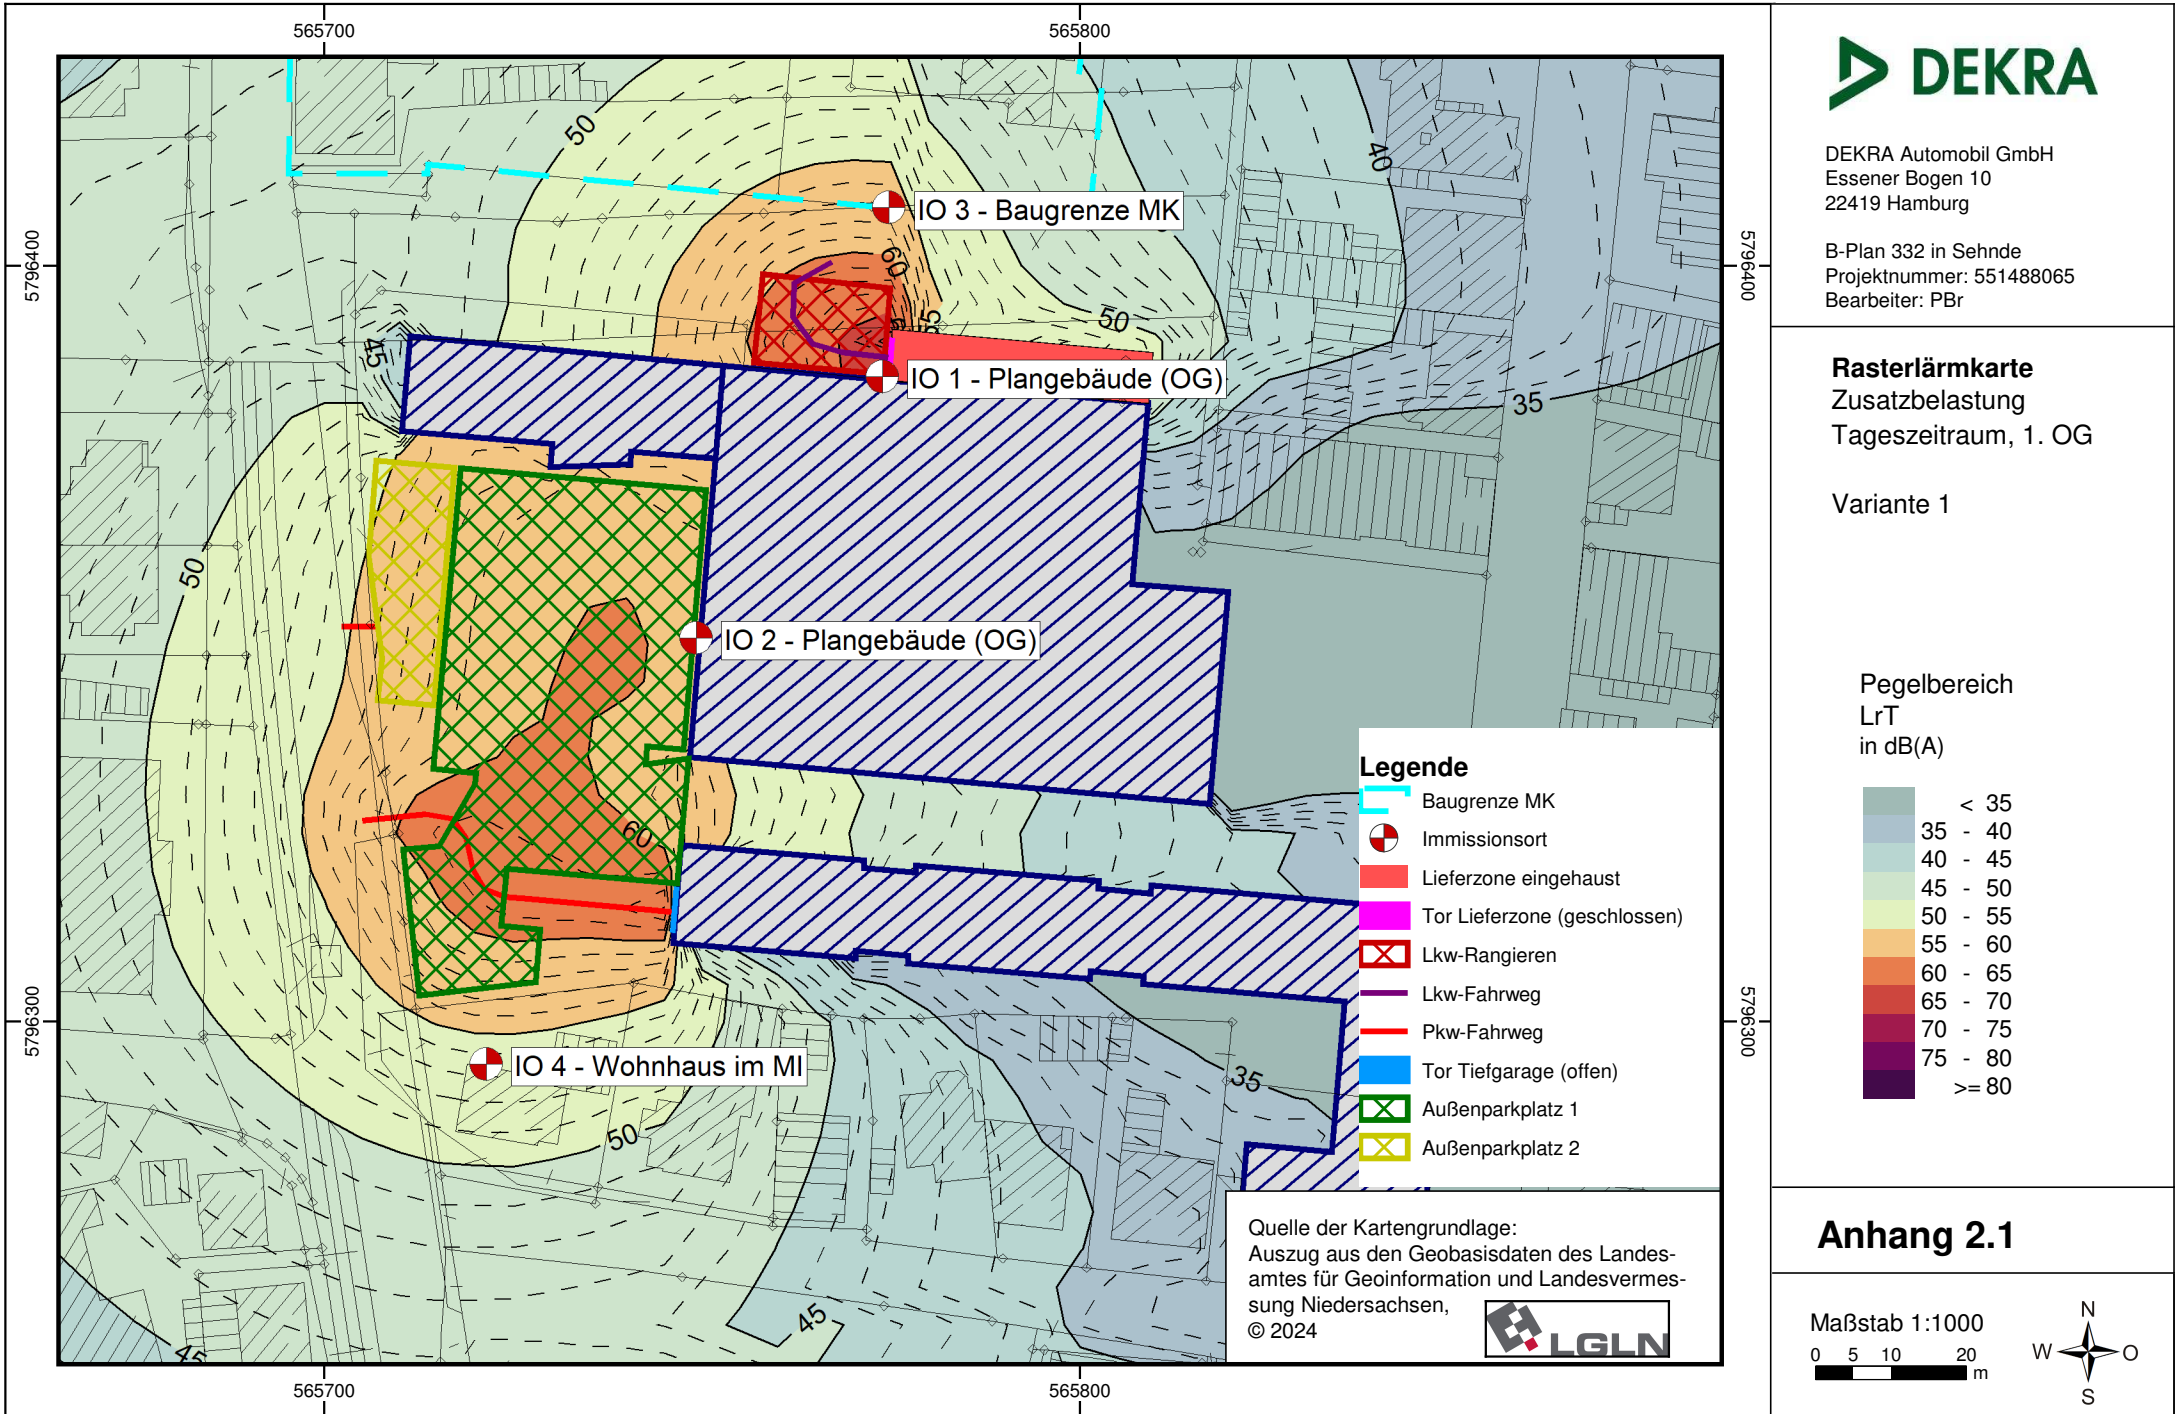 565700
565800
5796400
5796400
5796300
5796300
565700
565800
50
40
60
55
50
45
35
50
60
35
50
45
45
IO 3 - Baugrenze MK
IO 1 - Plangebäude (OG)
IO 2 - Plangebäude (OG)
IO 4 - Wohnhaus im MI
Legende
Baugrenze MK
Immissionsort
Lieferzone eingehaust
Tor Lieferzone (geschlossen)
Lkw-Rangieren
Lkw-Fahrweg
Pkw-Fahrweg
Tor Tiefgarage (offen)
Außenparkplatz 1
Außenparkplatz 2
Quelle der Kartengrundlage:
Auszug aus den Geobasisdaten des Landes-
amtes für Geoinformation und Landesvermes-
sung Niedersachsen,
© 2024
LGLN
DEKRA
DEKRA Automobil GmbH
Essener Bogen 10
22419 Hamburg
B-Plan 332 in Sehnde
Projektnummer: 551488065
Bearbeiter: PBr
Rasterlärmkarte
Zusatzbelastung
Tageszeitraum, 1. OG
Variante 1
Pegelbereich
LrT
in dB(A)
< 35
35 - 40
40 - 45
45 - 50
50 - 55
55 - 60
60 - 65
65 - 70
70 - 75
75 - 80
>= 80
Anhang 2.1
Maßstab 1:1000
0 5 10 20
m
N
W O
S